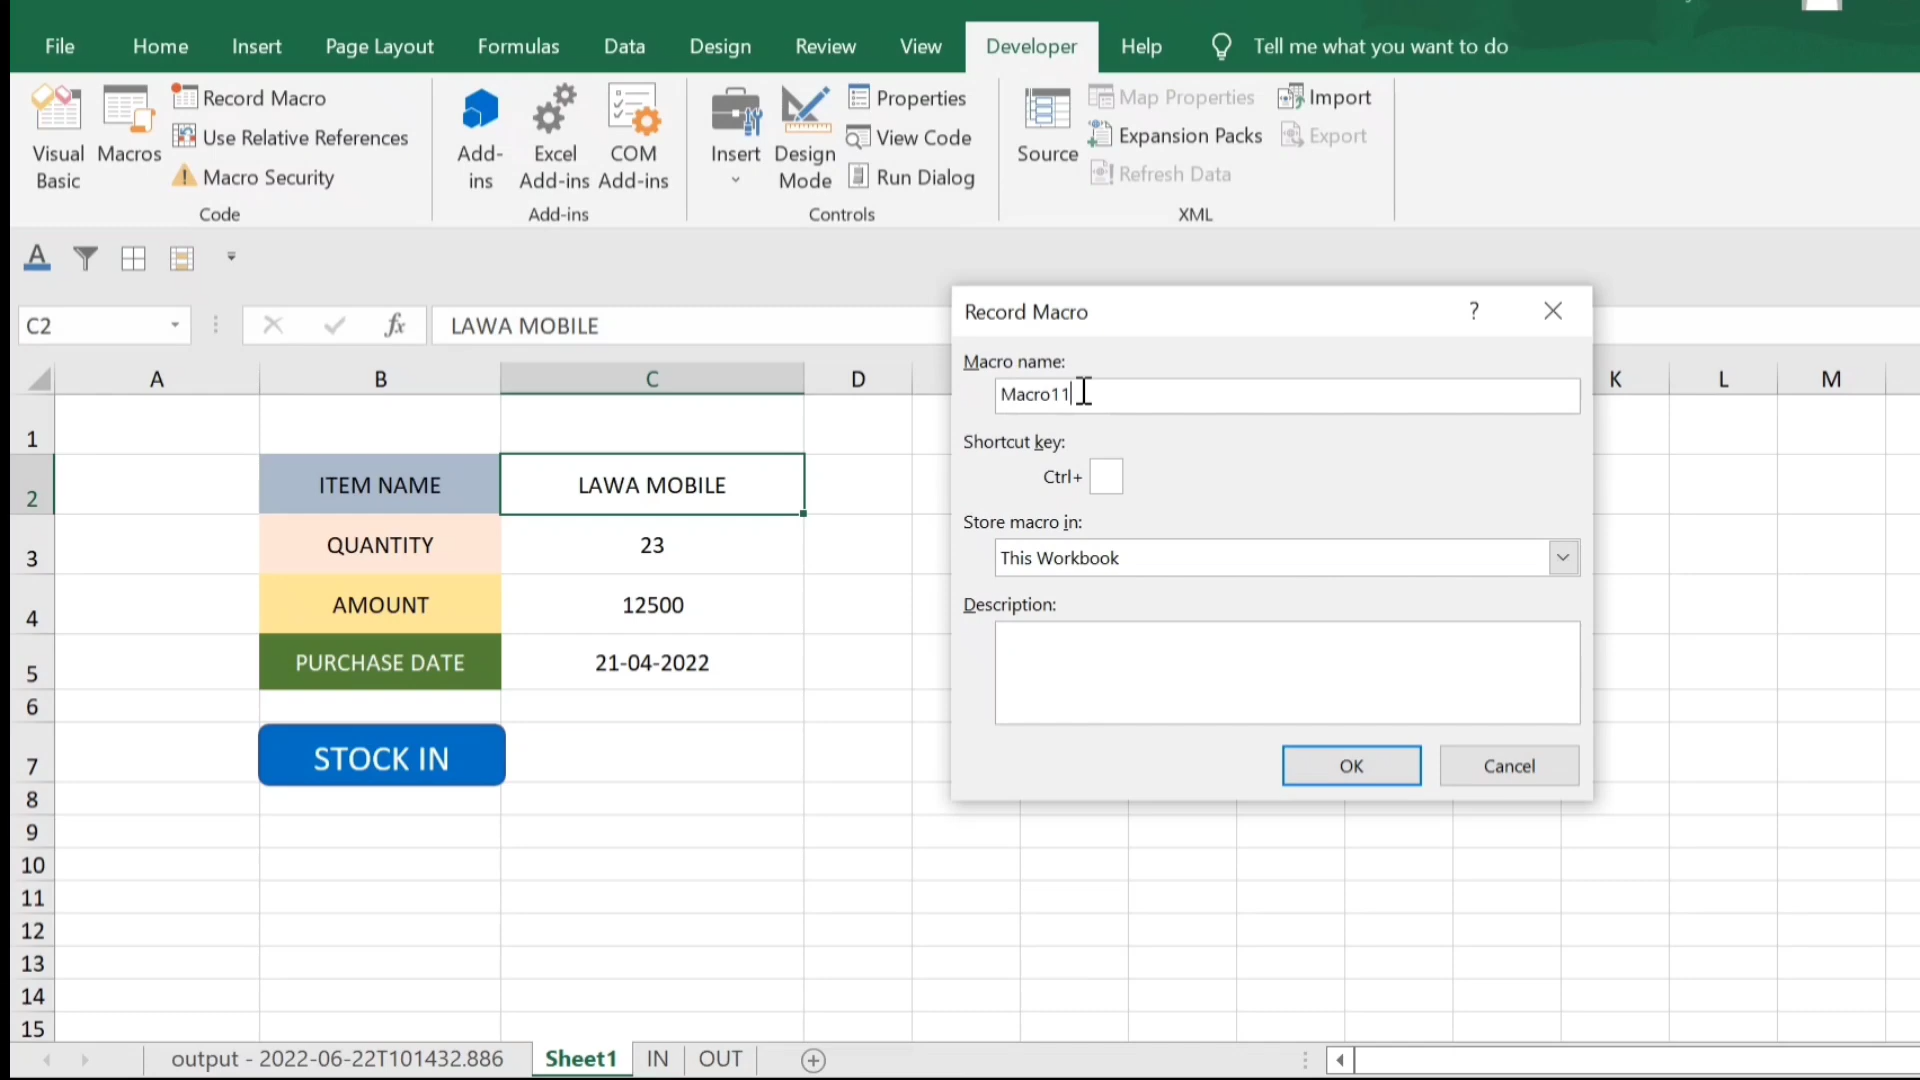 File Home Insert Page Layout Formulas Data Design Review View Developer Help Tell me what you want to do
Visual Basic
Macros
Record Macro
Use Relative References
Macro Security
Code
Add-ins
Excel Add-ins
COM Add-ins
Add-ins
Insert
Design Mode
Properties
View Code
Run Dialog
Controls
Source
Map Properties
Expansion Packs
Refresh Data
Import
Export
XML
C2
fx
LAWA MOBILE
A B C D K L M
1
2 ITEM NAME LAWA MOBILE
3 QUANTITY 23
4 AMOUNT 12500
5 PURCHASE DATE 21-04-2022
6
7 STOCK IN
8
9
10
11
12
13
14
15
Record Macro ?
Macro name:
Macro11
Shortcut key:
Ctrl+
Store macro in:
This Workbook
Description:
OK Cancel
output - 2022-06-22T101432.886 Sheet1 IN OUT